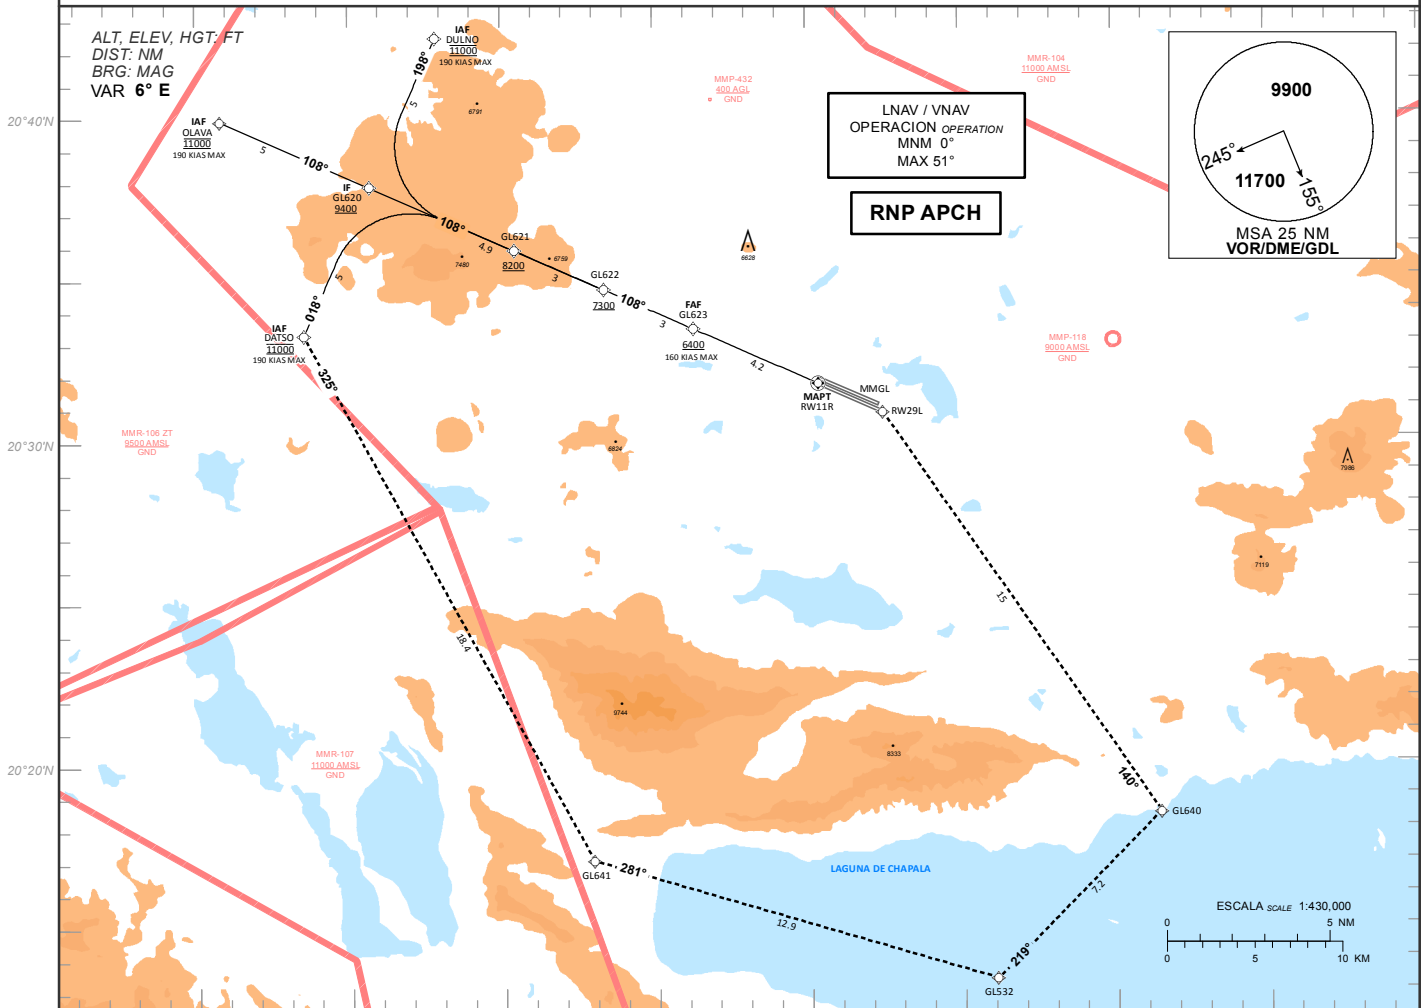 ALT, ELEV, HGT: FT
DIST: NM
BRG: MAG
VAR 6° E
IAF
DULNO
11000
190 KIAS MAX
198°
5
6791
MMP-432
400 AGL
GND
MMR-104
11000 AMSL
GND
LNAV / VNAV
OPERACION OPERATION
MNM 0°
MAX 51°
RNP APCH
9900
245°
11700
155°
MSA 25 NM
VOR/DME/GDL
20°40'N
IAF
OLAVA
11000
190 KIAS MAX
5
108°
IF
GL620
9400
108°
4.9
GL621
8200
7480
6759
3
GL622
7300
108°
3
FAF
GL623
6400
160 KIAS MAX
4.2
6628
MMP-118
9000 AMSL
GND
5
018°
IAF
DATSO
11000
190 KIAS MAX
325°
MAPT
RW11R
MMGL
RW29L
MMR-106 ZT
9500 AMSL
GND
20°30'N
6824
7986
7119
15
18.4
9744
8333
MMR-107
11000 AMSL
GND
20°20'N
140°
GL640
GL641
281°
LAGUNA DE CHAPALA
7.2
12.9
219°
GL532
ESCALA SCALE 1:430,000
0 5 NM
0 5 10 KM